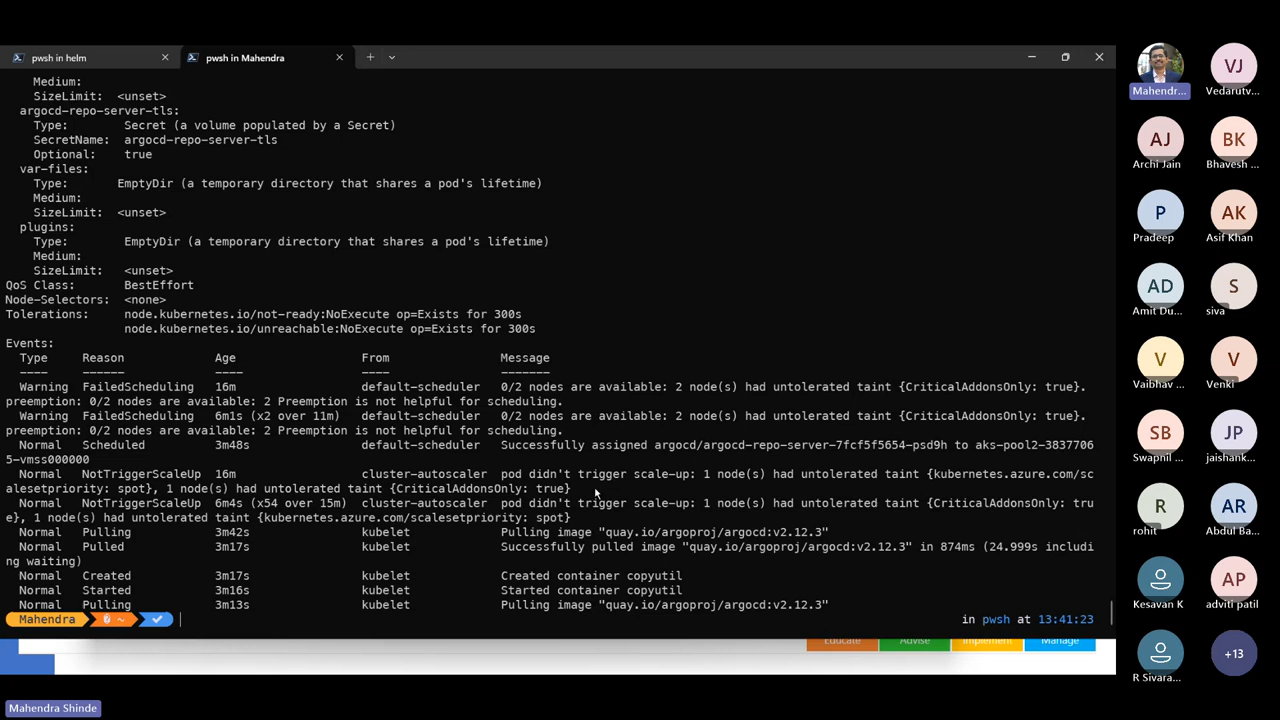 pwsh in helm
pwsh in Mahendra
Medium:
SizeLimit: <unset>
argocd-repo-server-tls:
Type: Secret (a volume populated by a Secret)
SecretName: argocd-repo-server-tls
Optional: true
var-files:
Type: EmptyDir (a temporary directory that shares a pod's lifetime)
Medium:
SizeLimit: <unset>
plugins:
Type: EmptyDir (a temporary directory that shares a pod's lifetime)
Medium:
SizeLimit: <unset>
QoS Class: BestEffort
Node-Selectors: <none>
Tolerations: node.kubernetes.io/not-ready:NoExecute op=Exists for 300s
node.kubernetes.io/unreachable:NoExecute op=Exists for 300s
Events:
Type Reason Age From Message
---- ------ ---- ---- -------
Warning FailedScheduling 16m default-scheduler 0/2 nodes are available: 2 node(s) had untolerated taint {CriticalAddonsOnly: true}.
preemption: 0/2 nodes are available: 2 Preemption is not helpful for scheduling.
Warning FailedScheduling 6m1s (x2 over 11m) default-scheduler 0/2 nodes are available: 2 node(s) had untolerated taint {CriticalAddonsOnly: true}.
preemption: 0/2 nodes are available: 2 Preemption is not helpful for scheduling.
Normal Scheduled 3m48s default-scheduler Successfully assigned argocd/argocd-repo-server-7fcf5f5654-psd9h to aks-pool2-3837706
5-vmss000000
Normal NotTriggerScaleUp 16m cluster-autoscaler pod didn't trigger scale-up: 1 node(s) had untolerated taint {kubernetes.azure.com/sc
alesetpriority: spot}, 1 node(s) had untolerated taint {CriticalAddonsOnly: true}
Normal NotTriggerScaleUp 6m4s (x54 over 15m) cluster-autoscaler pod didn't trigger scale-up: 1 node(s) had untolerated taint {CriticalAddonsOnly: tru
e}, 1 node(s) had untolerated taint {kubernetes.azure.com/scalesetpriority: spot}
Normal Pulling 3m42s kubelet Pulling image "quay.io/argoproj/argocd:v2.12.3"
Normal Pulled 3m17s kubelet Successfully pulled image "quay.io/argoproj/argocd:v2.12.3" in 874ms (24.999s includi
ng waiting)
Normal Created 3m17s kubelet Created container copyutil
Normal Started 3m16s kubelet Started container copyutil
Normal Pulling 3m13s kubelet Pulling image "quay.io/argoproj/argocd:v2.12.3"
Mahendra ~ in pwsh at 13:41:23
Educate Advise Implement Manage
Mahendra Shinde
Mahendr...
VJ
Vedarutv...
AJ
Archi Jain
BK
Bhavesh ...
P
Pradeep
AK
Asif Khan
AD
Amit Du...
S
siva
V
Vaibhav ...
V
Venki
SB
Swapnil ...
JP
jaishank...
R
rohit
AR
Abdul Ba...
Kesavan K
AP
adviti patil
R Sivara...
+13